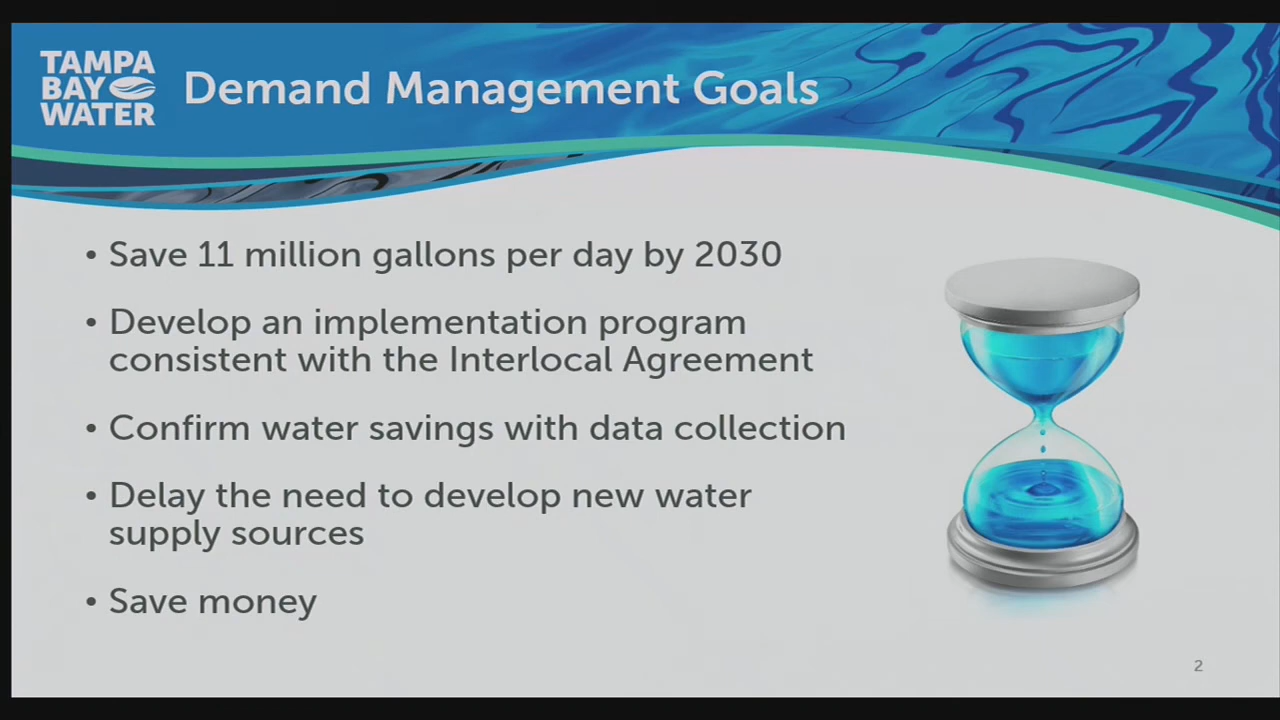 TAMPA
BAY
WATER
Demand Management Goals
• Save 11 million gallons per day by 2030
• Develop an implementation program
consistent with the Interlocal Agreement
• Confirm water savings with data collection
• Delay the need to develop new water
supply sources
• Save money
2